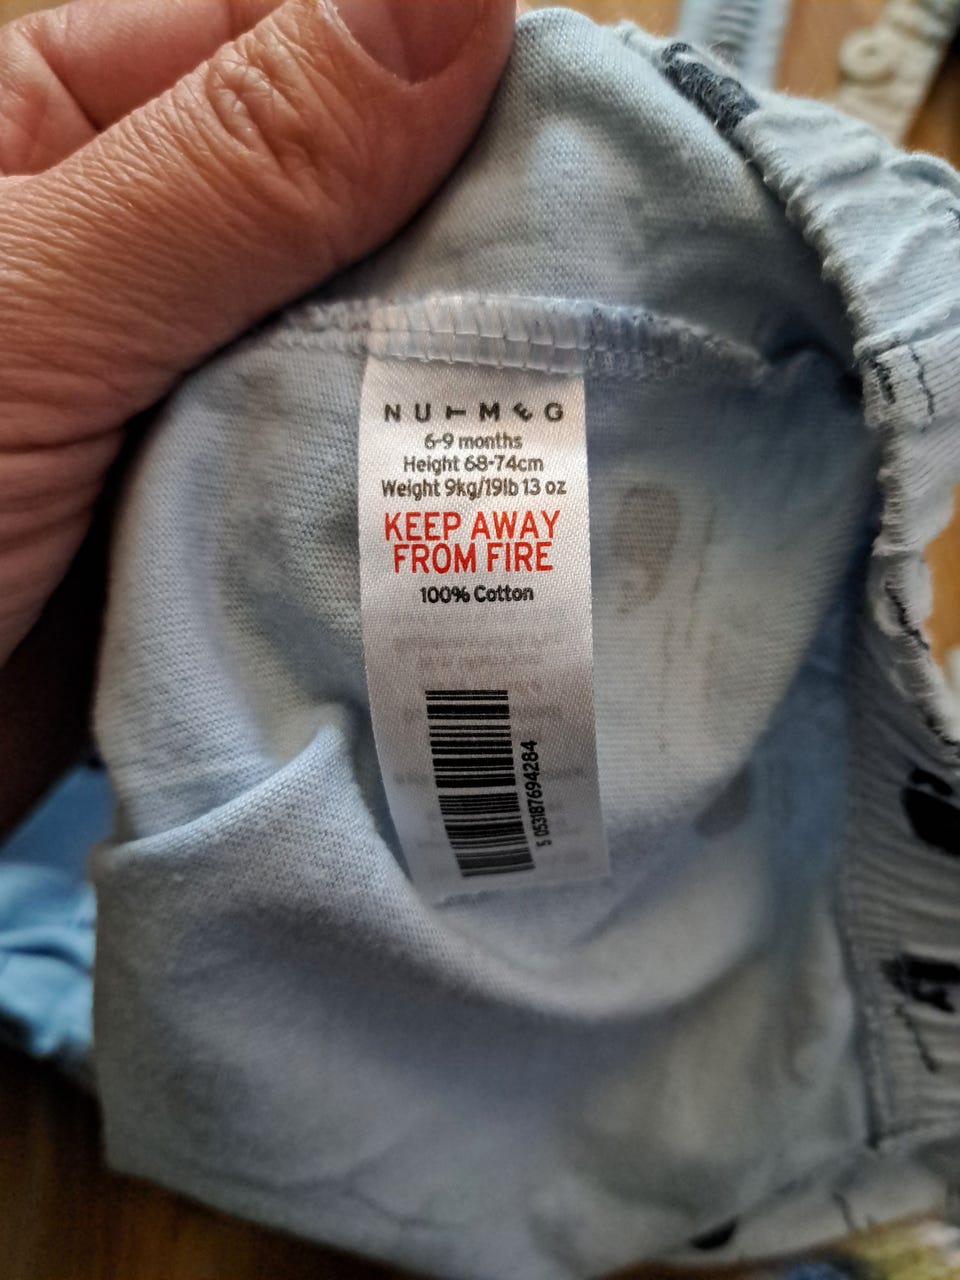 NUTMEG
6-9 months
Height 68-74cm
Weight 9kg/19lb 13 oz
KEEP AWAY
FROM FIRE
100% Cotton
5 053187694284